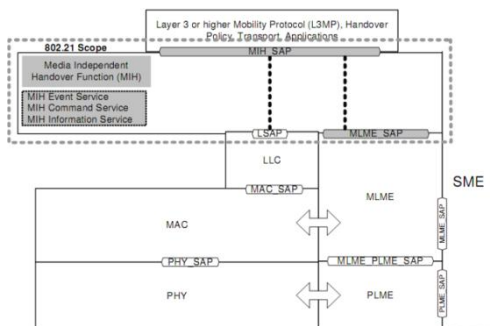 Layer 3 or higher Mobility Protocol (L3MP), Handover
Policy, Transport, Applications
MIH_SAP
802.21 Scope
Media Independent
Handover Function (MIH)
MIH Event Service
MIH Command Service
MIH Information Service
LSAP
MLME_SAP
LLC
SME
MAC_SAP
MLME
MAC
MLME_SAP
PHY_SAP
MLME_PLME_SAP
PHY
PLME
PLME_SAP